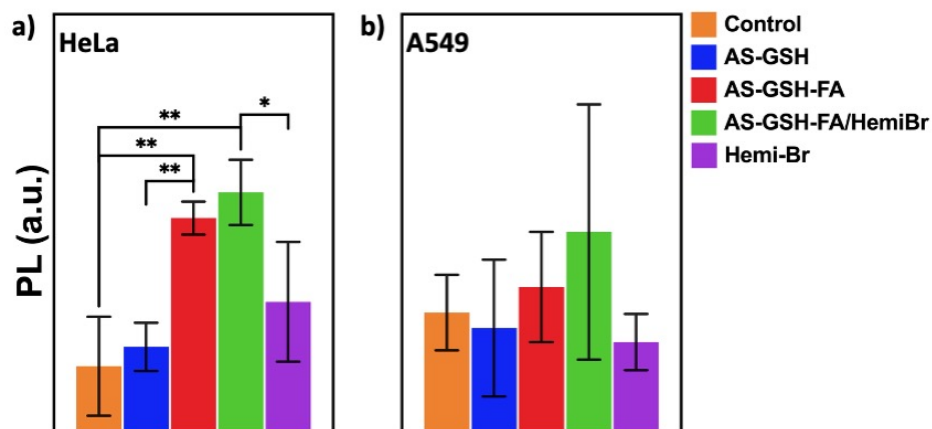 a)
HeLa
**
*
**
**
PL (a.u.)
b)
A549
Control
AS-GSH
AS-GSH-FA
AS-GSH-FA/HemiBr
Hemi-Br